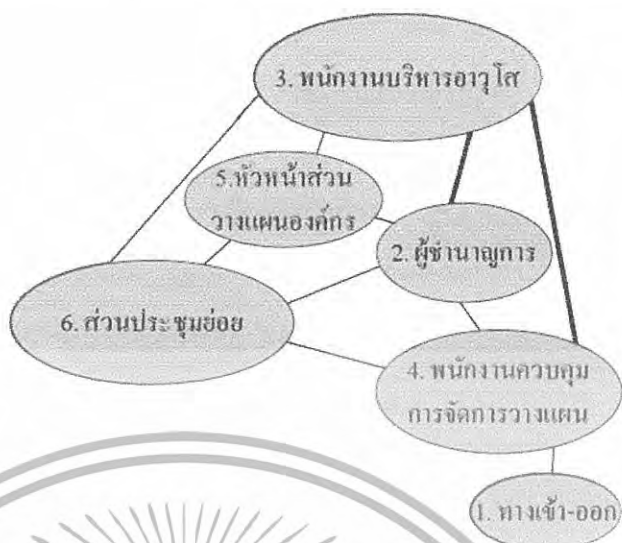 3. พนักงานบริหารอาวุโส
5.หัวหน้าส่วน
วางแผนองค์กร
2. ผู้ชำนาญการ
6. ส่วนประชุมย่อย
4. พนักงานควบคุม
การจัดการวางแผน
1. ทางเข้า-ออก